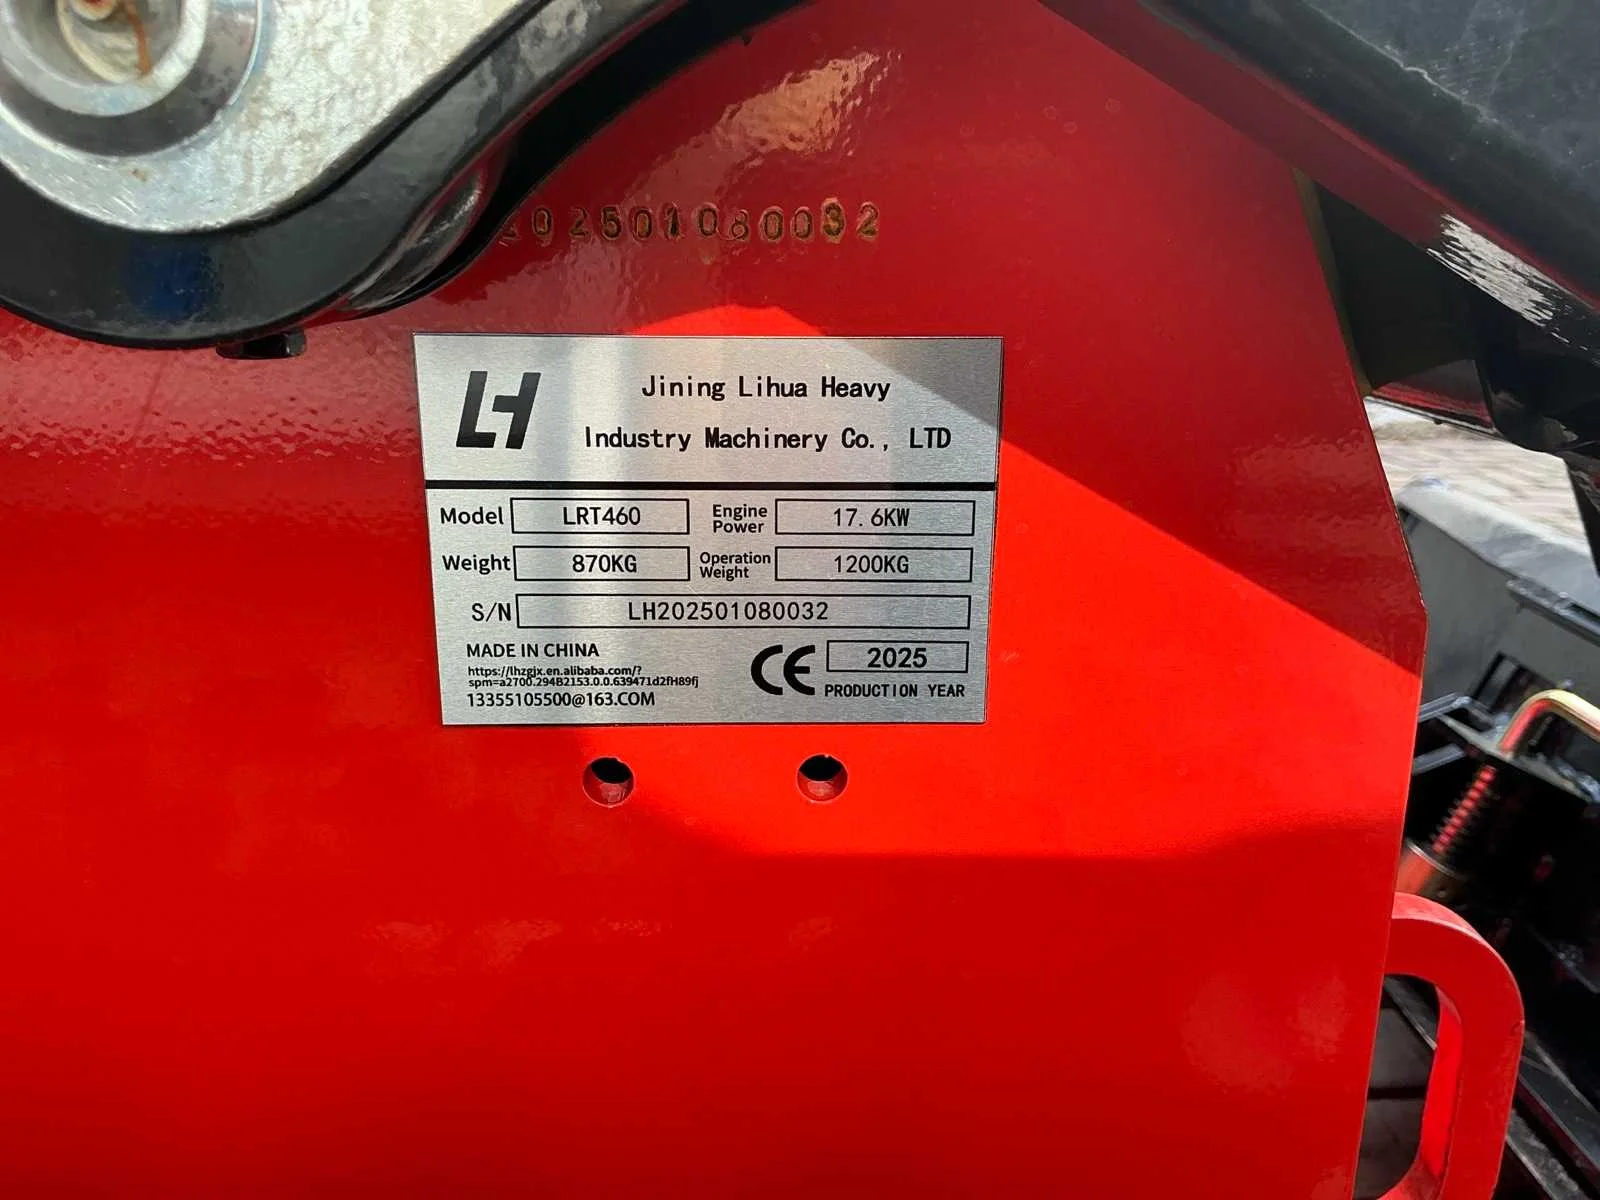 202501080032
LH
Jining Lihua Heavy
Industry Machinery Co., LTD
Model LRT460 Engine Power 17.6KW
Weight 870KG Operation Weight 1200KG
S/N LH202501080032
MADE IN CHINA
https://lhzgjx.en.alibaba.com/?
spm=a2700.29482153.0.0.639471d2fH89fj
13355105500@163.COM
CE 2025
PRODUCTION YEAR